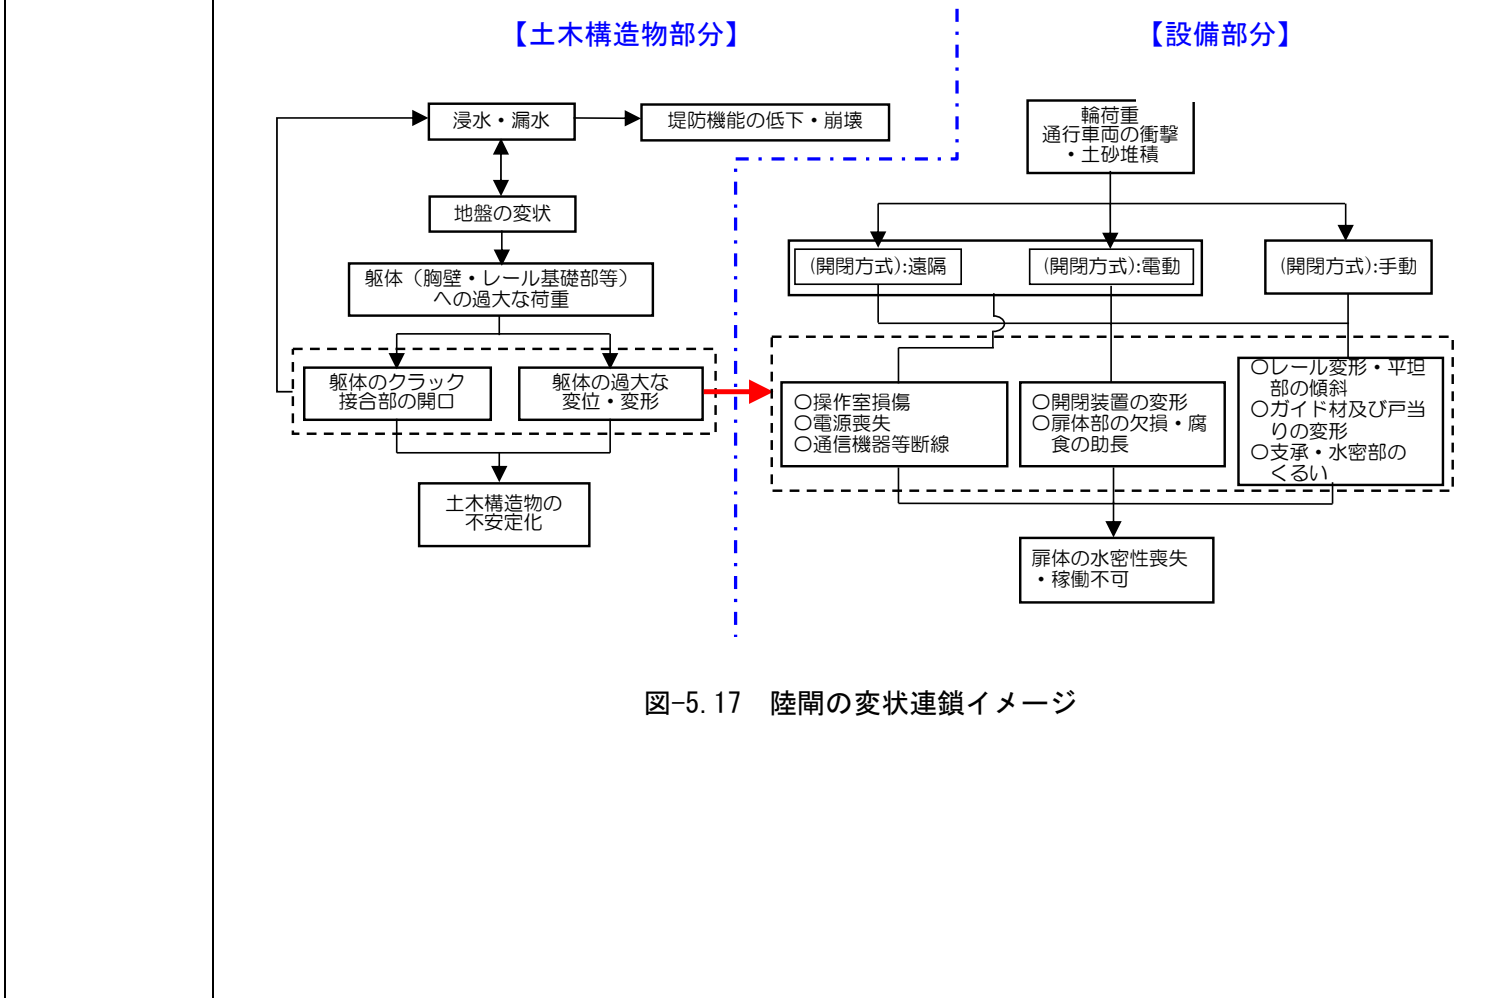 【土木構造物部分】
【設備部分】
浸水・漏水
堤防機能の低下・崩壊
地盤の変状
躯体（胸壁・レール基礎部等）
への過大な荷重
躯体のクラック
接合部の開口
躯体の過大な
変位・変形
土木構造物の
不安定化
輪荷重
通行車両の衝撃
・土砂堆積
(開閉方式):遠隔
(開閉方式):電動
(開閉方式):手動
〇操作室損傷
〇電源喪失
〇通信機器等断線
〇開閉装置の変形
〇扉体部の欠損・腐
食の助長
〇レール変形・平坦
部の傾斜
〇ガイド材及び戸当
りの変形
〇支承・水密部の
くるい
扉体の水密性喪失
・稼働不可
図-5.17　陸閘の変状連鎖イメージ